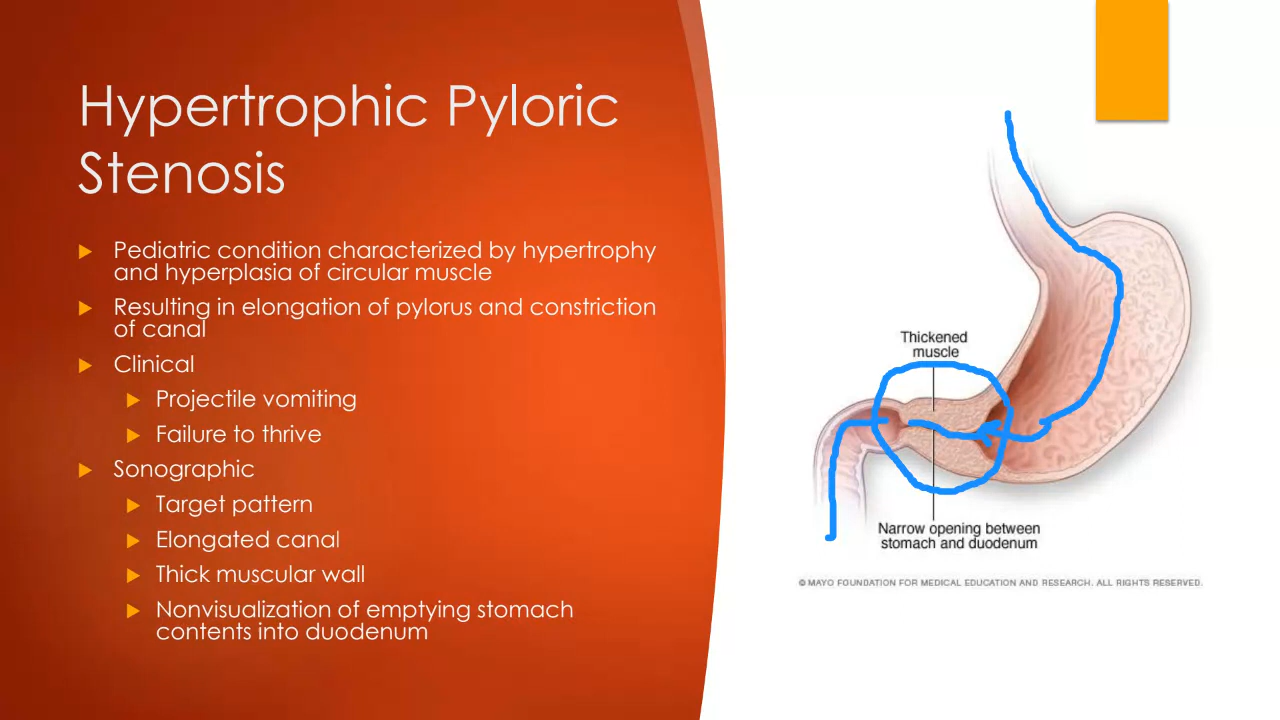 Hypertrophic Pyloric
Stenosis
Pediatric condition characterized by hypertrophy
and hyperplasia of circular muscle
Resulting in elongation of pylorus and constriction
of canal
Clinical
Projectile vomiting
Failure to thrive
Sonographic
Target pattern
Elongated canal
Thick muscular wall
Nonvisualization of emptying stomach
contents into duodenum
Thickened
muscle
Narrow opening between
stomach and duodenum
© MAYO FOUNDATION FOR MEDICAL EDUCATION AND RESEARCH. ALL RIGHTS RESERVED.